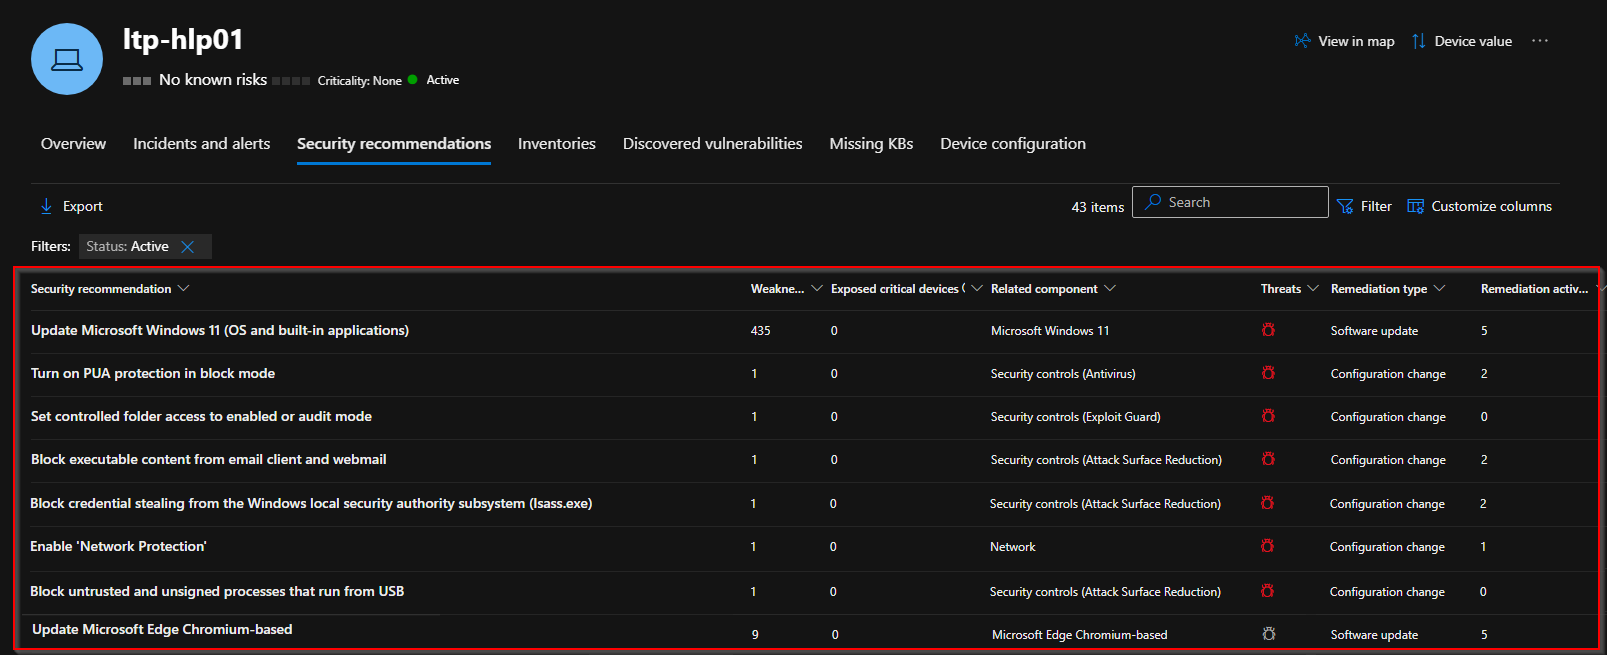 ltp-hlp01
No known risks Criticality: None Active
View in map Device value ...
Overview Incidents and alerts Security recommendations Inventories Discovered vulnerabilities Missing KBs Device configuration
Export 43 items Search Filter Customize columns
Filters: Status: Active
Security recommendation Weakne... Exposed critical devices ( Related component Threats Remediation type Remediation activ...
Update Microsoft Windows 11 (OS and built-in applications) 435 0 Microsoft Windows 11 Software update 5
Turn on PUA protection in block mode 1 0 Security controls (Antivirus) Configuration change 2
Set controlled folder access to enabled or audit mode 1 0 Security controls (Exploit Guard) Configuration change 0
Block executable content from email client and webmail 1 0 Security controls (Attack Surface Reduction) Configuration change 2
Block credential stealing from the Windows local security authority subsystem (lsass.exe) 1 0 Security controls (Attack Surface Reduction) Configuration change 2
Enable 'Network Protection' 1 0 Network Configuration change 1
Block untrusted and unsigned processes that run from USB 1 0 Security controls (Attack Surface Reduction) Configuration change 0
Update Microsoft Edge Chromium-based 9 0 Microsoft Edge Chromium-based Software update 5